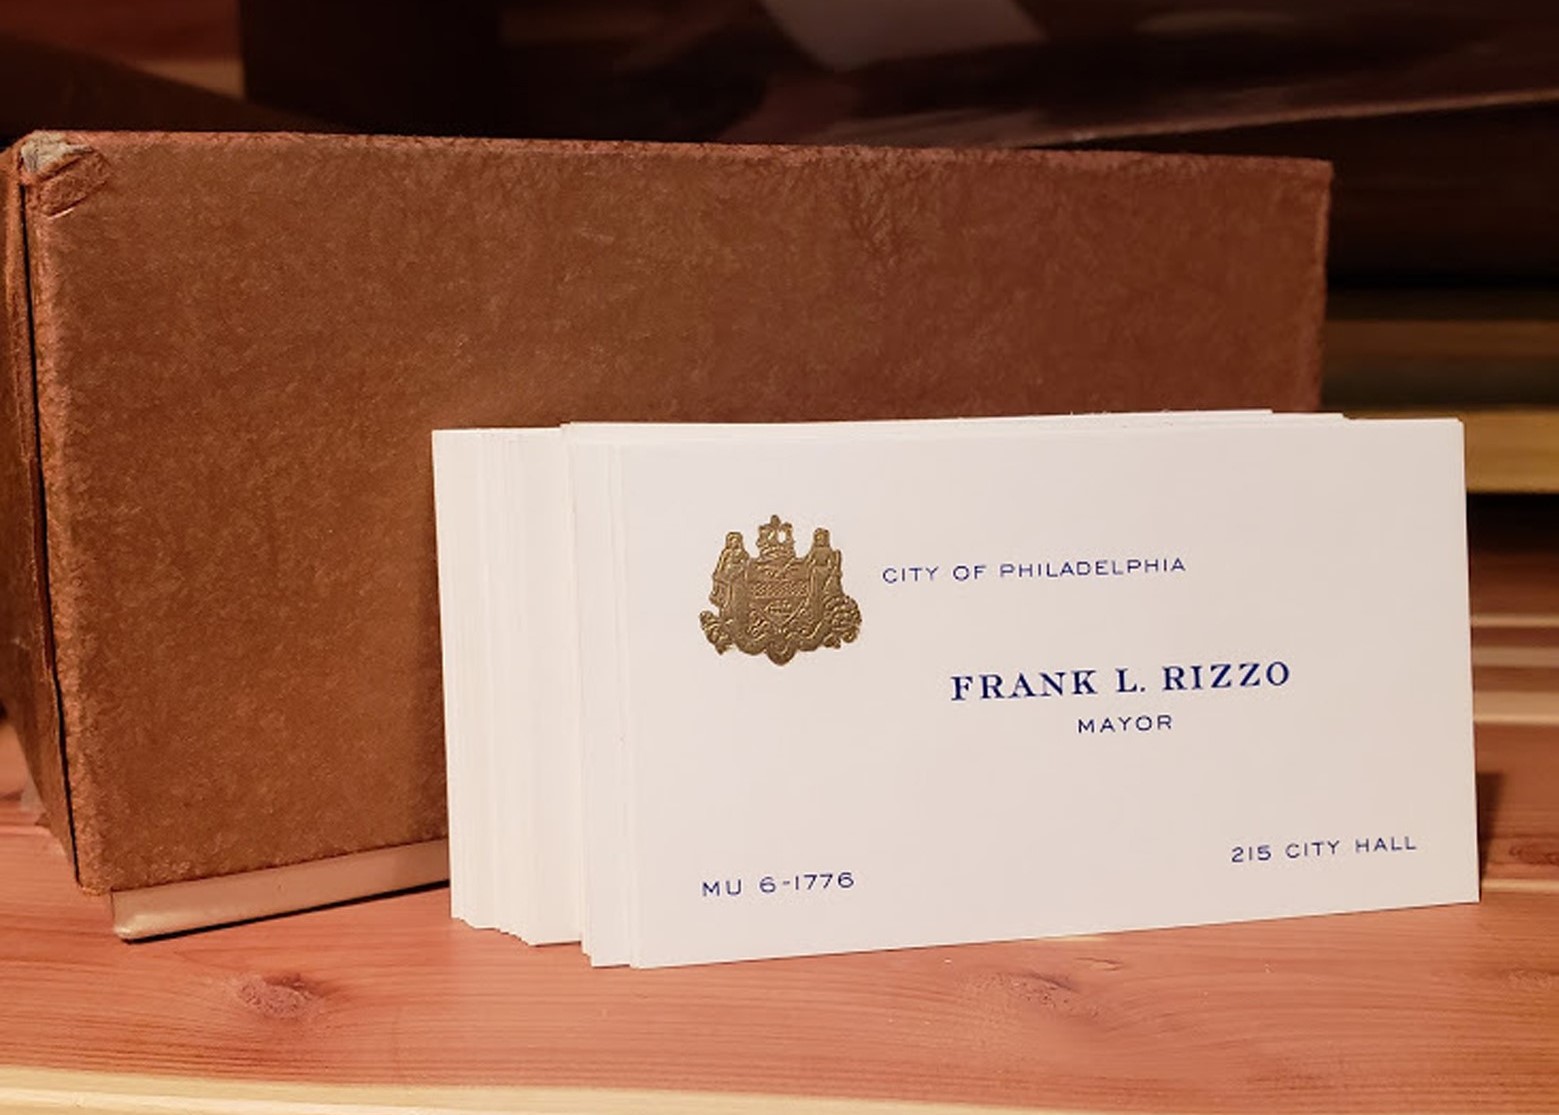 CITY OF PHILADELPHIA
FRANK L. RIZZO
MAYOR
MU 6-1776
215 CITY HALL